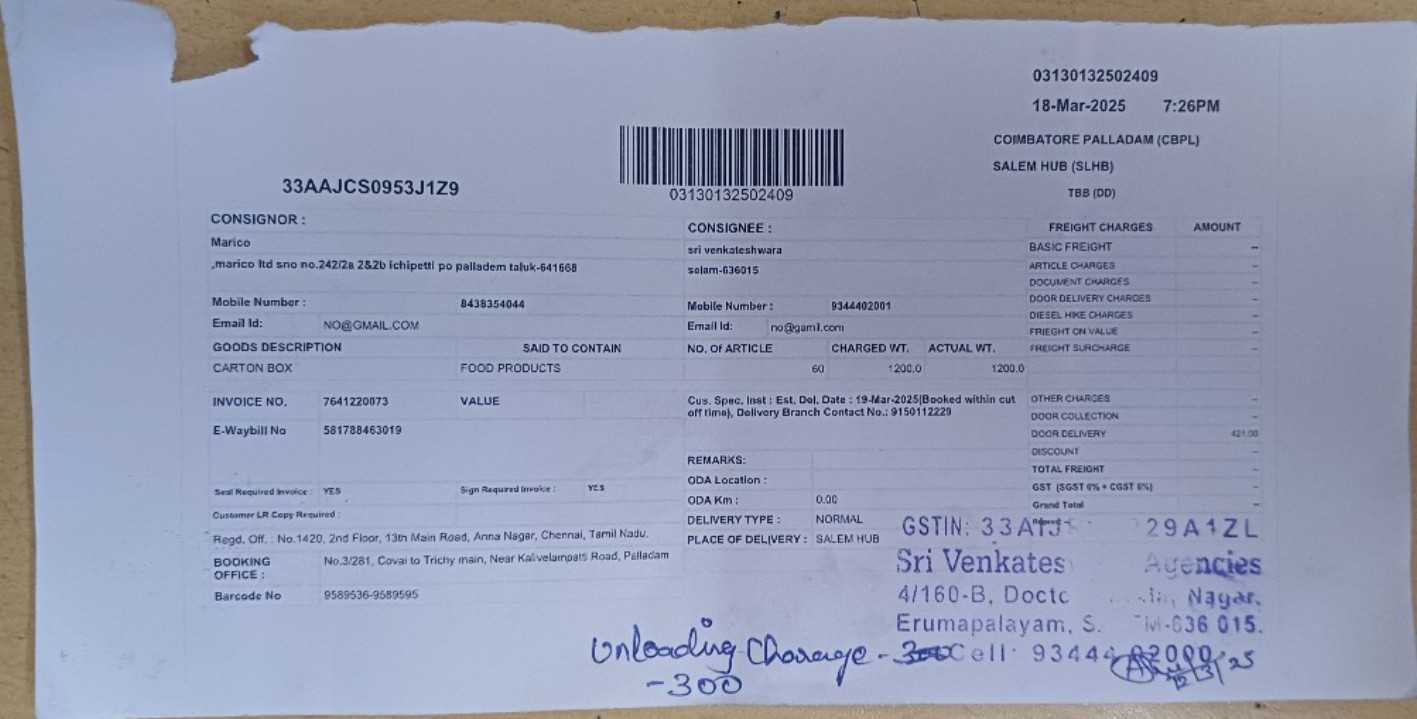 03130132502409
18-Mar-2025 7:26PM
COIMBATORE PALLADAM (CBPL)
SALEM HUB (SLHB)
TBB (DD)
33AAJCS0953J1Z9
03130132502409
CONSIGNOR :
Marico
,marico ltd sno no.242/2a 2&2b ichipetti po palladem taluk-641668
Mobile Number : 8438354044
Email Id: NO@GMAIL.COM
CONSIGNEE :
sri venkateshwara
selam-636015
Mobile Number : 9344402001
Email Id: no@gamil.com
FREIGHT CHARGES AMOUNT
BASIC FREIGHT --
ARTICLE CHARGES --
DOCUMENT CHARGES --
DOOR DELIVERY CHARGES --
DIESEL HIKE CHARGES --
FRIEGHT ON VALUE --
FREIGHT SURCHARGE --
GOODS DESCRIPTION SAID TO CONTAIN NO. Of ARTICLE CHARGED WT. ACTUAL WT.
CARTON BOX FOOD PRODUCTS 60 1200.0 1200.0
INVOICE NO. 7641220073 VALUE
E-Waybill No 581788463019
Seal Required Invoice : YES Sign Required Invoice : YES
Customer LR Copy Required :
Regd. Off. : No.1420, 2nd Floor, 13th Main Road, Anna Nagar, Chennai, Tamil Nadu.
BOOKING OFFICE : No.3/281, Covai to Trichy main, Near Kalivelampatti Road, Palladam
Barcode No 9589536-9589595
Cus. Spec. Inst : Est. Del. Date : 19-Mar-2025(Booked within cut
off time), Delivery Branch Contact No.: 9150112229
REMARKS:
ODA Location :
ODA Km : 0.00
DELIVERY TYPE : NORMAL
PLACE OF DELIVERY : SALEM HUB
OTHER CHARGES --
DOOR COLLECTION --
DOOR DELIVERY 421.00
DISCOUNT --
TOTAL FREIGHT --
GST (SGST 6% + CGST 6%) --
Grand Total --
GSTIN: 33A 29A1ZL
Sri Venkates Agencies
4/160-B, Docto Nagar,
Erumapalayam, S. M-636 015.
Cell: 93444 02000
Unloading Charage - 300
-300